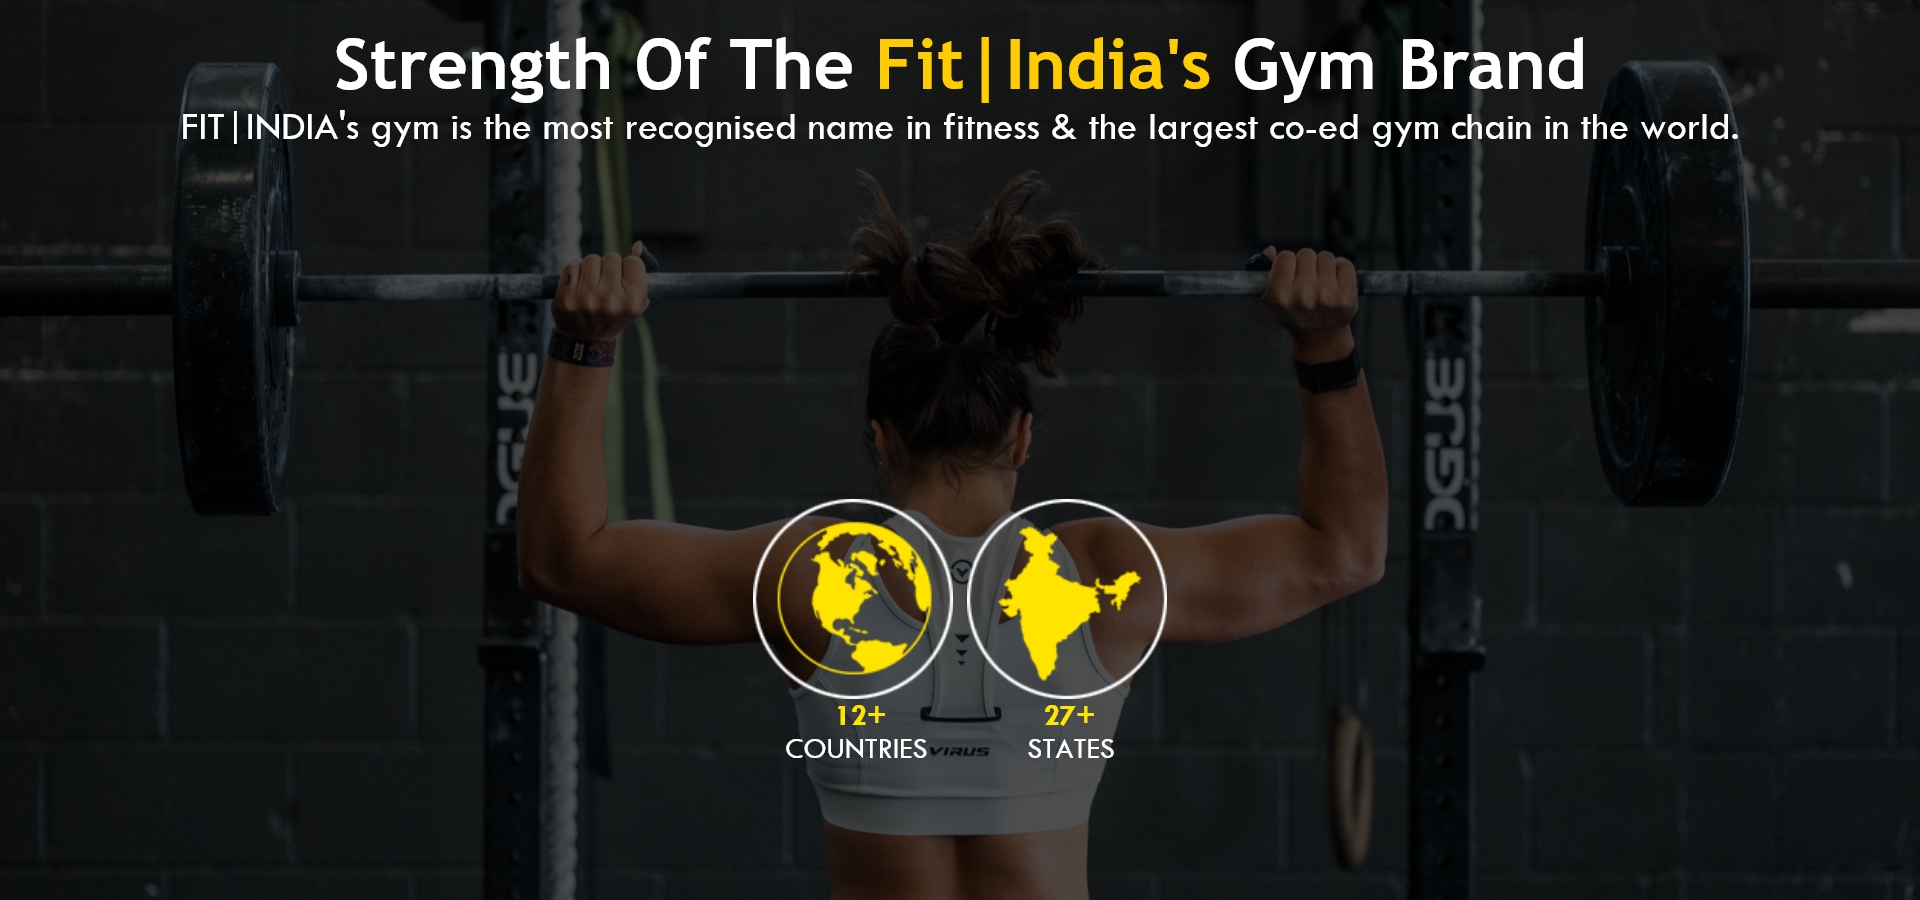 Strength Of The Fit|India's Gym Brand
FIT|INDIA's gym is the most recognised name in fitness & the largest co-ed gym chain in the world.
12+
27+
COUNTRIES
STATES
VIRUS